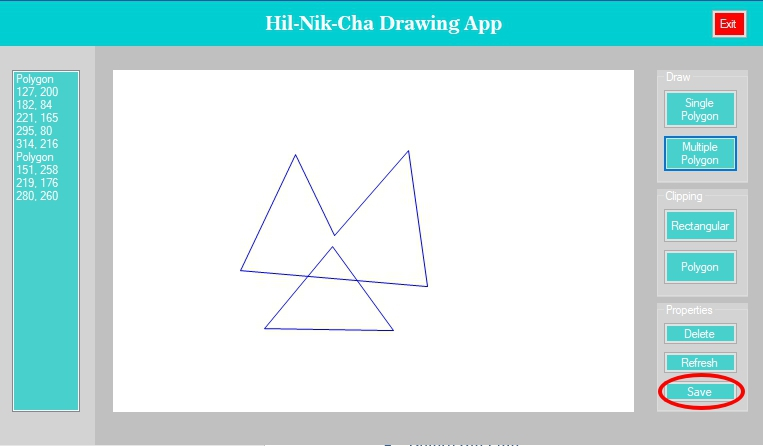 Hil-Nik-Cha Drawing App
Exit
Polygon
127, 200
182, 84
221, 165
295, 80
314, 216
Polygon
151, 258
219, 176
280, 260
Draw
Single
Polygon
Multiple
Polygon
Clipping
Rectangular
Polygon
Properties
Delete
Refresh
Save